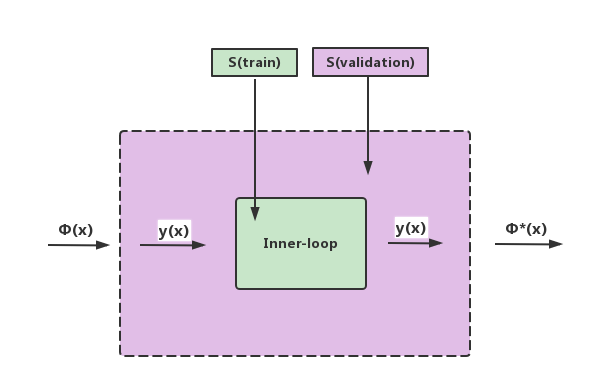 S(train)
S(validation)
Φ(x)
y(x)
Inner-loop
y(x)
Φ*(x)